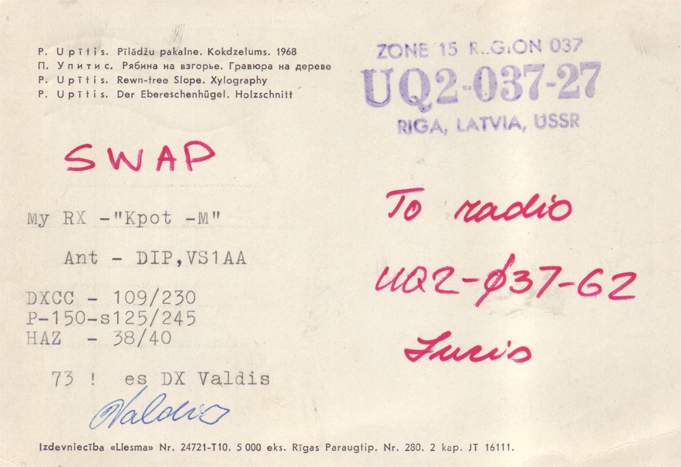 P. Upītis. Pīlādžu pakalne. Kokdzelums. 1968
П. Упитис. Рябина на взгорье. Гравюра на дереве
P. Upītis. Rewn-tree Slope. Xylography
P. Upītis. Der Ebereschenhügel. Holzschnitt
ZONE 15 R..GION 037
UQ2-037-27
RIGA, LATVIA, USSR
SWAP
My RX -"Kpot -M"
Ant - DIP,VS1AA
DXCC - 109/230
P-150-s125/245
HAZ - 38/40
73 ! es DX Valdis
Valdis
To radio
UQ2-Ø37-62
Juris
Izdevniecība «Liesma» Nr. 24721-T10. 5 000 eks. Rīgas Paraugtip. Nr. 280. 2 kap. JT 16111.